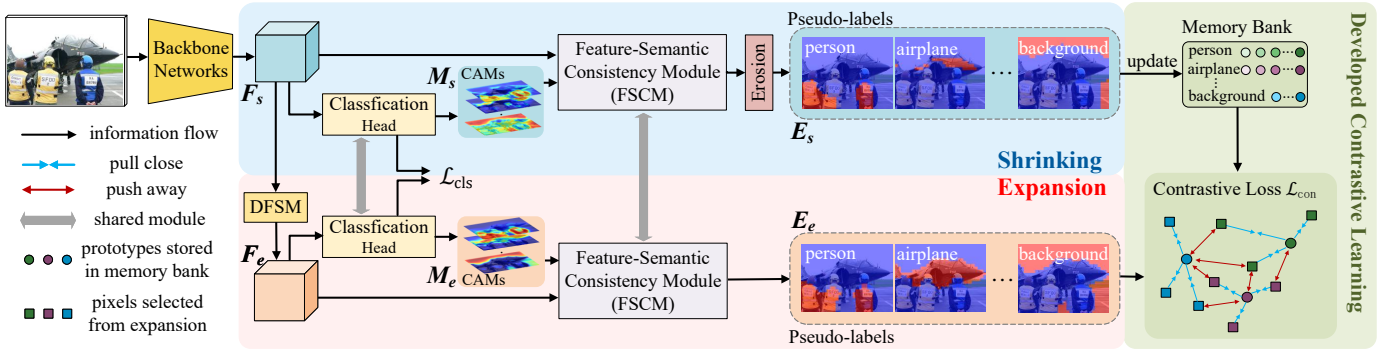 Backbone
Networks
F_s
Classfication
Head
M_s CAMs
Feature-Semantic
Consistency Module
(FSCM)
Erosion
Pseudo-labels
person
airplane
...
background
E_s
update
Memory Bank
person
airplane
⋮
background
Developed Contrastive Learning
information flow
pull close
push away
shared module
prototypes stored
in memory bank
pixels selected
from expansion
ℒ_cls
Shrinking
Expansion
DFSM
F_e
Classfication
Head
M_e CAMs
Feature-Semantic
Consistency Module
(FSCM)
E_e
person
airplane
...
background
Pseudo-labels
Contrastive Loss ℒ_con